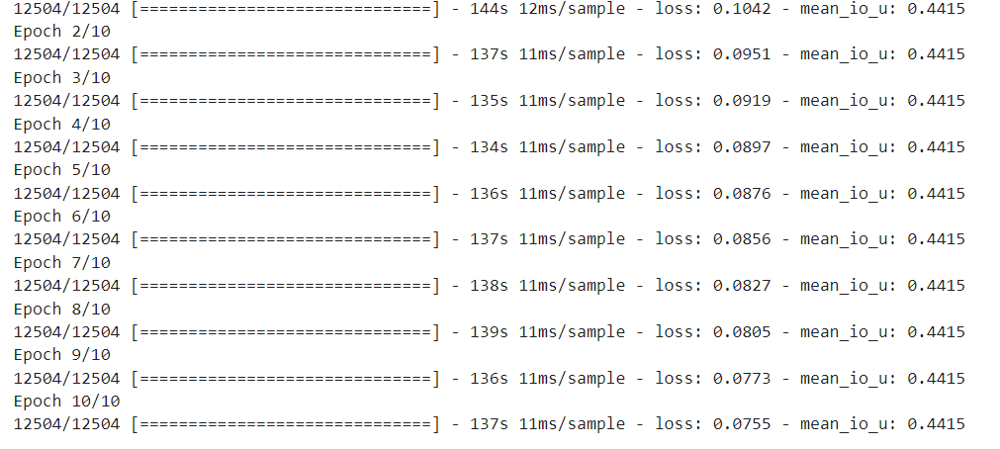 12504/12504 [==============================] - 144s 12ms/sample - loss: 0.1042 - mean_io_u: 0.4415
Epoch 2/10
12504/12504 [==============================] - 137s 11ms/sample - loss: 0.0951 - mean_io_u: 0.4415
Epoch 3/10
12504/12504 [==============================] - 135s 11ms/sample - loss: 0.0919 - mean_io_u: 0.4415
Epoch 4/10
12504/12504 [==============================] - 134s 11ms/sample - loss: 0.0897 - mean_io_u: 0.4415
Epoch 5/10
12504/12504 [==============================] - 136s 11ms/sample - loss: 0.0876 - mean_io_u: 0.4415
Epoch 6/10
12504/12504 [==============================] - 137s 11ms/sample - loss: 0.0856 - mean_io_u: 0.4415
Epoch 7/10
12504/12504 [==============================] - 138s 11ms/sample - loss: 0.0827 - mean_io_u: 0.4415
Epoch 8/10
12504/12504 [==============================] - 139s 11ms/sample - loss: 0.0805 - mean_io_u: 0.4415
Epoch 9/10
12504/12504 [==============================] - 136s 11ms/sample - loss: 0.0773 - mean_io_u: 0.4415
Epoch 10/10
12504/12504 [==============================] - 137s 11ms/sample - loss: 0.0755 - mean_io_u: 0.4415